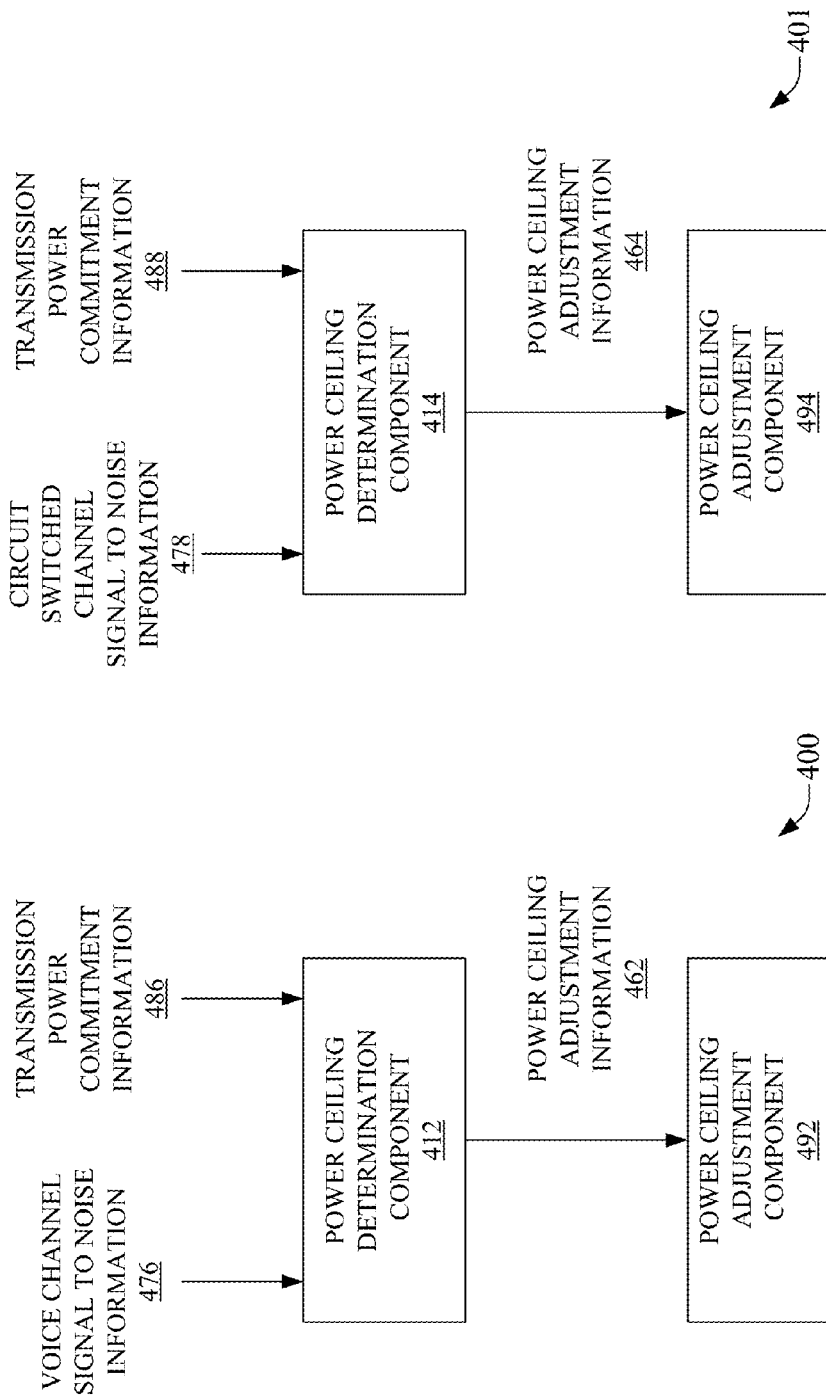 VOICE CHANNEL
SIGNAL TO NOISE
INFORMATION
476
TRANSMISSION
POWER
COMMITMENT
INFORMATION
486
POWER CEILING
DETERMINATION
COMPONENT
412
POWER CEILING
ADJUSTMENT
INFORMATION
462
POWER CEILING
ADJUSTMENT
COMPONENT
492
400
CIRCUIT
SWITCHED
CHANNEL
SIGNAL TO NOISE
INFORMATION
478
TRANSMISSION
POWER
COMMITMENT
INFORMATION
488
POWER CEILING
DETERMINATION
COMPONENT
414
POWER CEILING
ADJUSTMENT
INFORMATION
464
POWER CEILING
ADJUSTMENT
COMPONENT
494
401